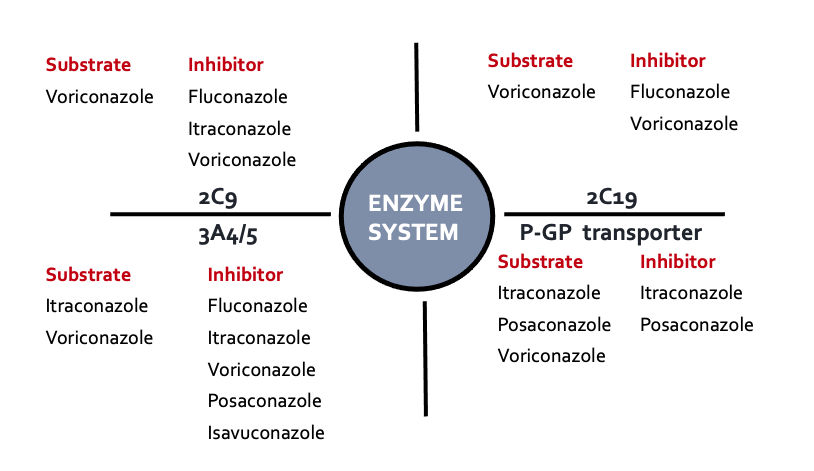 Substrate Inhibitor
Voriconazole Fluconazole
Itraconazole
Voriconazole
2C9
Substrate Inhibitor
Voriconazole Fluconazole
Voriconazole
2C19
ENZYME
SYSTEM
3A4/5
Substrate Inhibitor
Itraconazole Fluconazole
Voriconazole Itraconazole
Voriconazole
Posaconazole
Isavuconazole
P-GP transporter
Substrate Inhibitor
Itraconazole Itraconazole
Posaconazole Posaconazole
Voriconazole